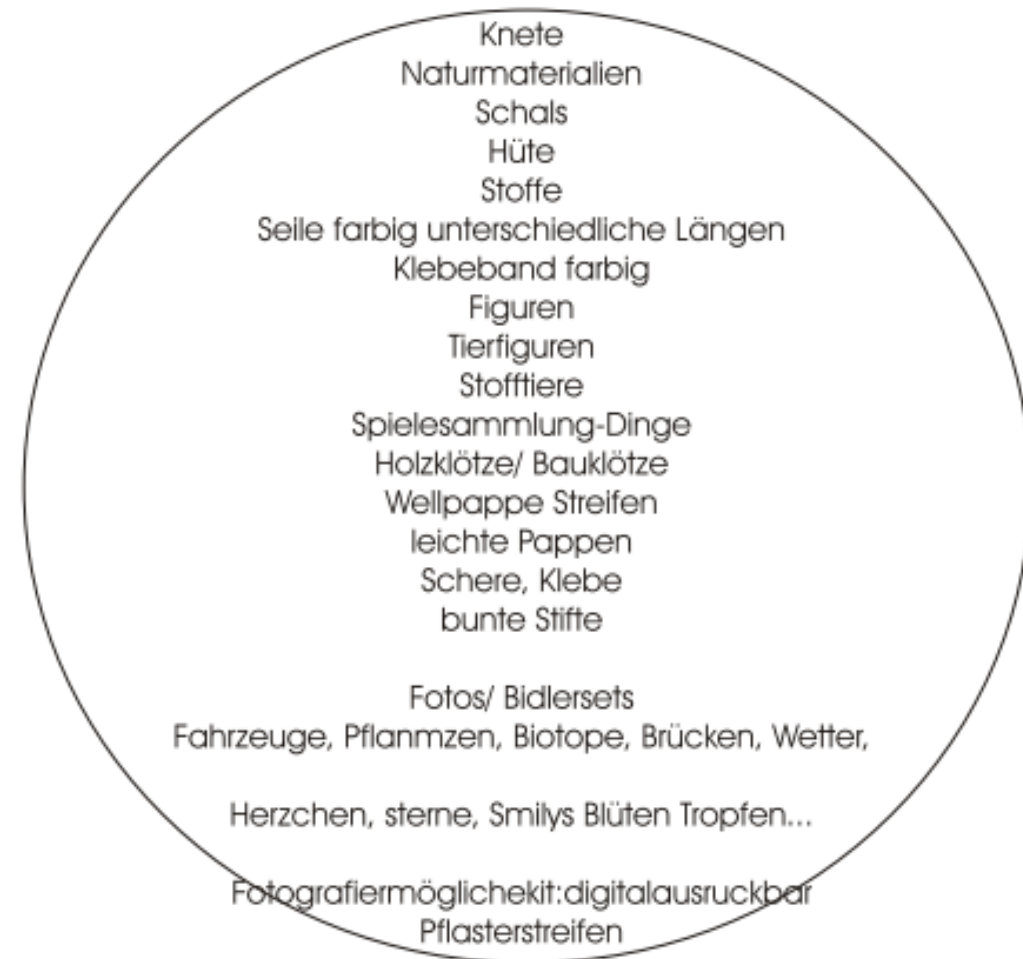 Knete
Naturmaterialien
Schals
Hüte
Stoffe
Seile farbig unterschiedliche Längen
Klebeband farbig
Figuren
Tierfiguren
Stofftiere
Spielesammlung-Dinge
Holzklötze/ Bauklötze
Wellpappe Streifen
leichte Pappen
Schere, Klebe
bunte Stifte
Fotos/ Bidlersets
Fahrzeuge, Pflanmzen, Biotope, Brücken, Wetter,
Herzchen, sterne, Smilys Blüten Tropfen...
Fotografiermöglichekit:digitalausruckbar
Pflasterstreifen